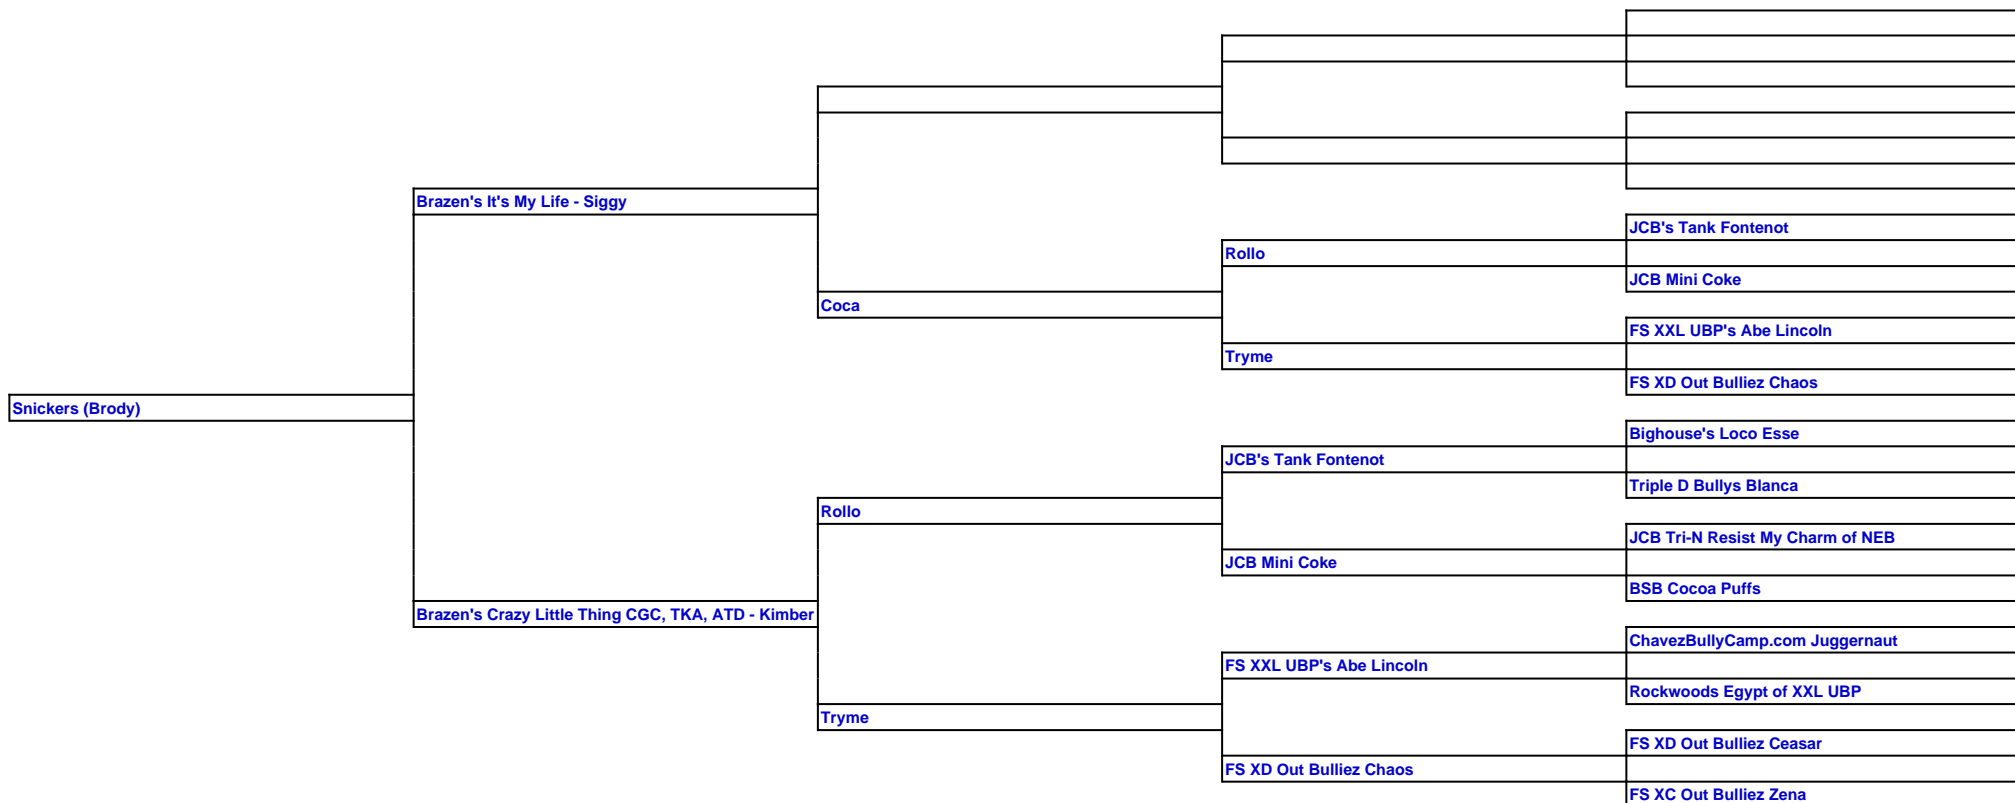 Brazen's It's My Life - Siggy
JCB's Tank Fontenot
Rollo
JCB Mini Coke
Coca
FS XXL UBP's Abe Lincoln
Tryme
FS XD Out Bulliez Chaos
Snickers (Brody)
Bighouse's Loco Esse
JCB's Tank Fontenot
Triple D Bullys Blanca
Rollo
JCB Tri-N Resist My Charm of NEB
JCB Mini Coke
BSB Cocoa Puffs
Brazen's Crazy Little Thing CGC, TKA, ATD - Kimber
ChavezBullyCamp.com Juggernaut
FS XXL UBP's Abe Lincoln
Rockwoods Egypt of XXL UBP
Tryme
FS XD Out Bulliez Ceasar
FS XD Out Bulliez Chaos
FS XC Out Bulliez Zena